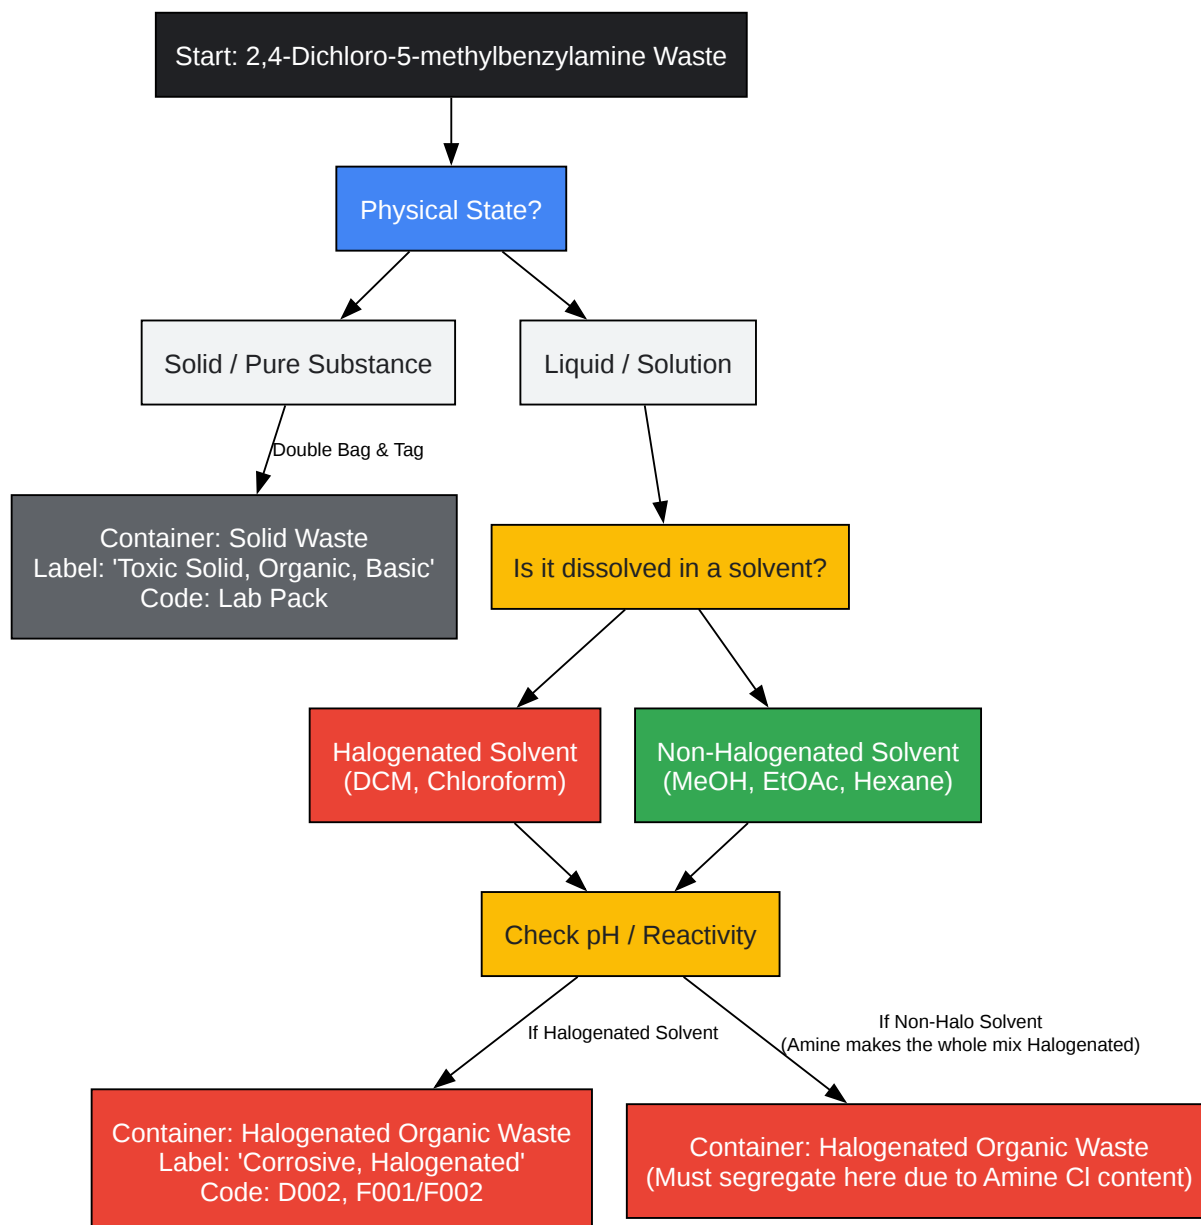 Start: 2,4-Dichloro-5-methylbenzylamine Waste
Physical State?
Solid / Pure Substance
Liquid / Solution
Double Bag & Tag
Container: Solid Waste
Label: 'Toxic Solid, Organic, Basic'
Code: Lab Pack
Is it dissolved in a solvent?
Halogenated Solvent
(DCM, Chloroform)
Non-Halogenated Solvent
(MeOH, EtOAc, Hexane)
Check pH / Reactivity
If Halogenated Solvent
If Non-Halo Solvent
(Amine makes the whole mix Halogenated)
Container: Halogenated Organic Waste
Label: 'Corrosive, Halogenated'
Code: D002, F001/F002
Container: Halogenated Organic Waste
(Must segregate here due to Amine Cl content)